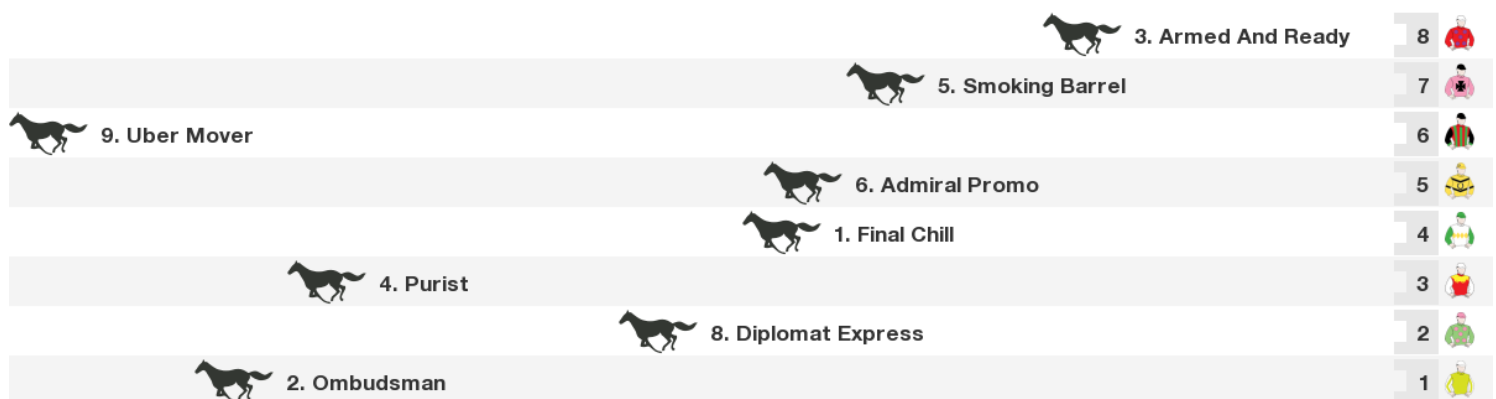 3. Armed And Ready 8
5. Smoking Barrel 7
9. Uber Mover 6
6. Admiral Promo 5
1. Final Chill 4
4. Purist 3
8. Diplomat Express 2
2. Ombudsman 1